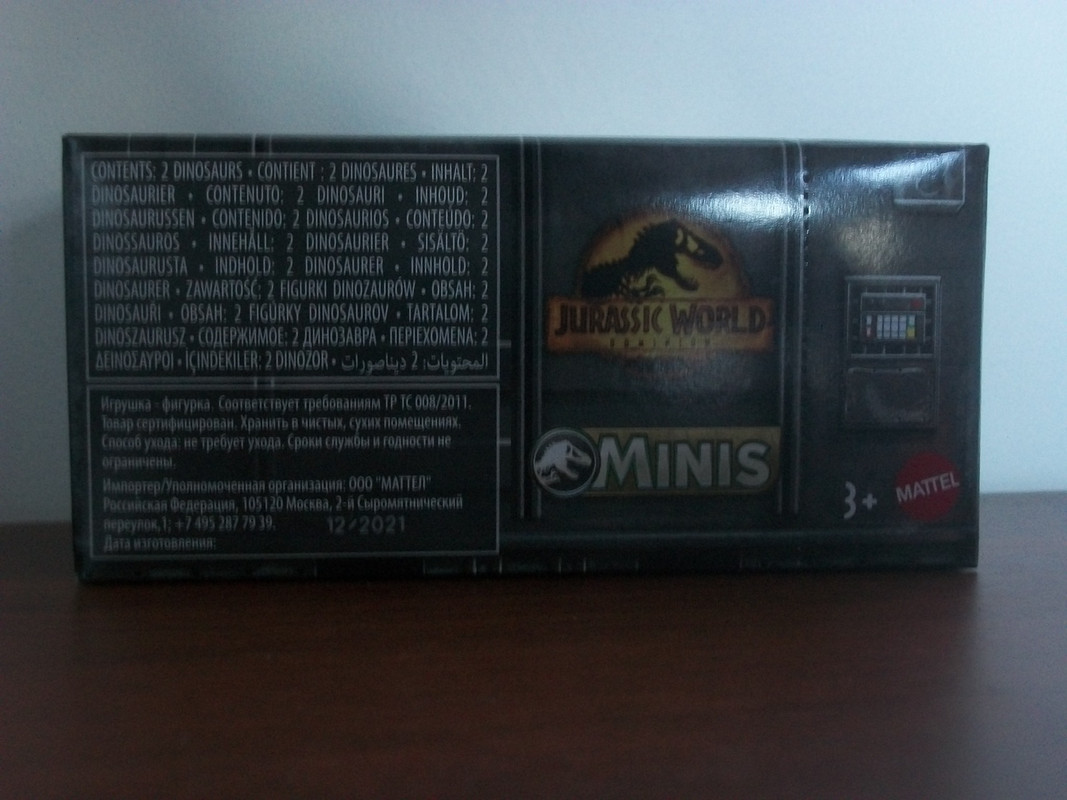 CONTENTS: 2 DINOSAURS • CONTIENT : 2 DINOSAURES • INHALT: 2
DINOSAURIER • CONTENUTO: 2 DINOSAURI • INHOUD: 2
DINOSAURUSSEN • CONTENIDO: 2 DINOSAURIOS • CONTEÚDO: 2
DINOSSAUROS • INNEHÅLL: 2 DINOSAURIER • SISÄLTÖ: 2
DINOSAURUSTA • INDHOLD: 2 DINOSAURER • INNHOLD: 2
DINOSAURER • ZAWARTOŚĆ: 2 FIGURKI DINOZAURÓW • OBSAH: 2
DINOSAUŘI • OBSAH: 2 FIGÚRKY DINOSAUROV • TARTALOM: 2
DINOSZAURUSZ • СОДЕРЖИМОЕ: 2 ДИНОЗАВРА • ΠΕΡΙΕΧΟΜΕΝΑ: 2
ΔΕΙΝΟΣΑΥΡΟΙ • İÇİNDEKİLER: 2 DİNOZOR • المحتويات: 2 ديناصورات
Игрушка - фигурка. Соответствует требованиям ТР ТС 008/2011.
Товар сертифицирован. Хранить в чистых, сухих помещениях.
Способ ухода: не требует ухода. Сроки службы и годности не
ограничены.
Импортер/Уполномоченная организация: ООО "МАТТЕЛ"
Российская Федерация, 105120 Москва, 2-й Сыромятнический
переулок,1; +7 495 287 79 39.
12/2021
Дата изготовления:
JURASSIC WORLD
DOMINION
MINIS
3+
MATTEL